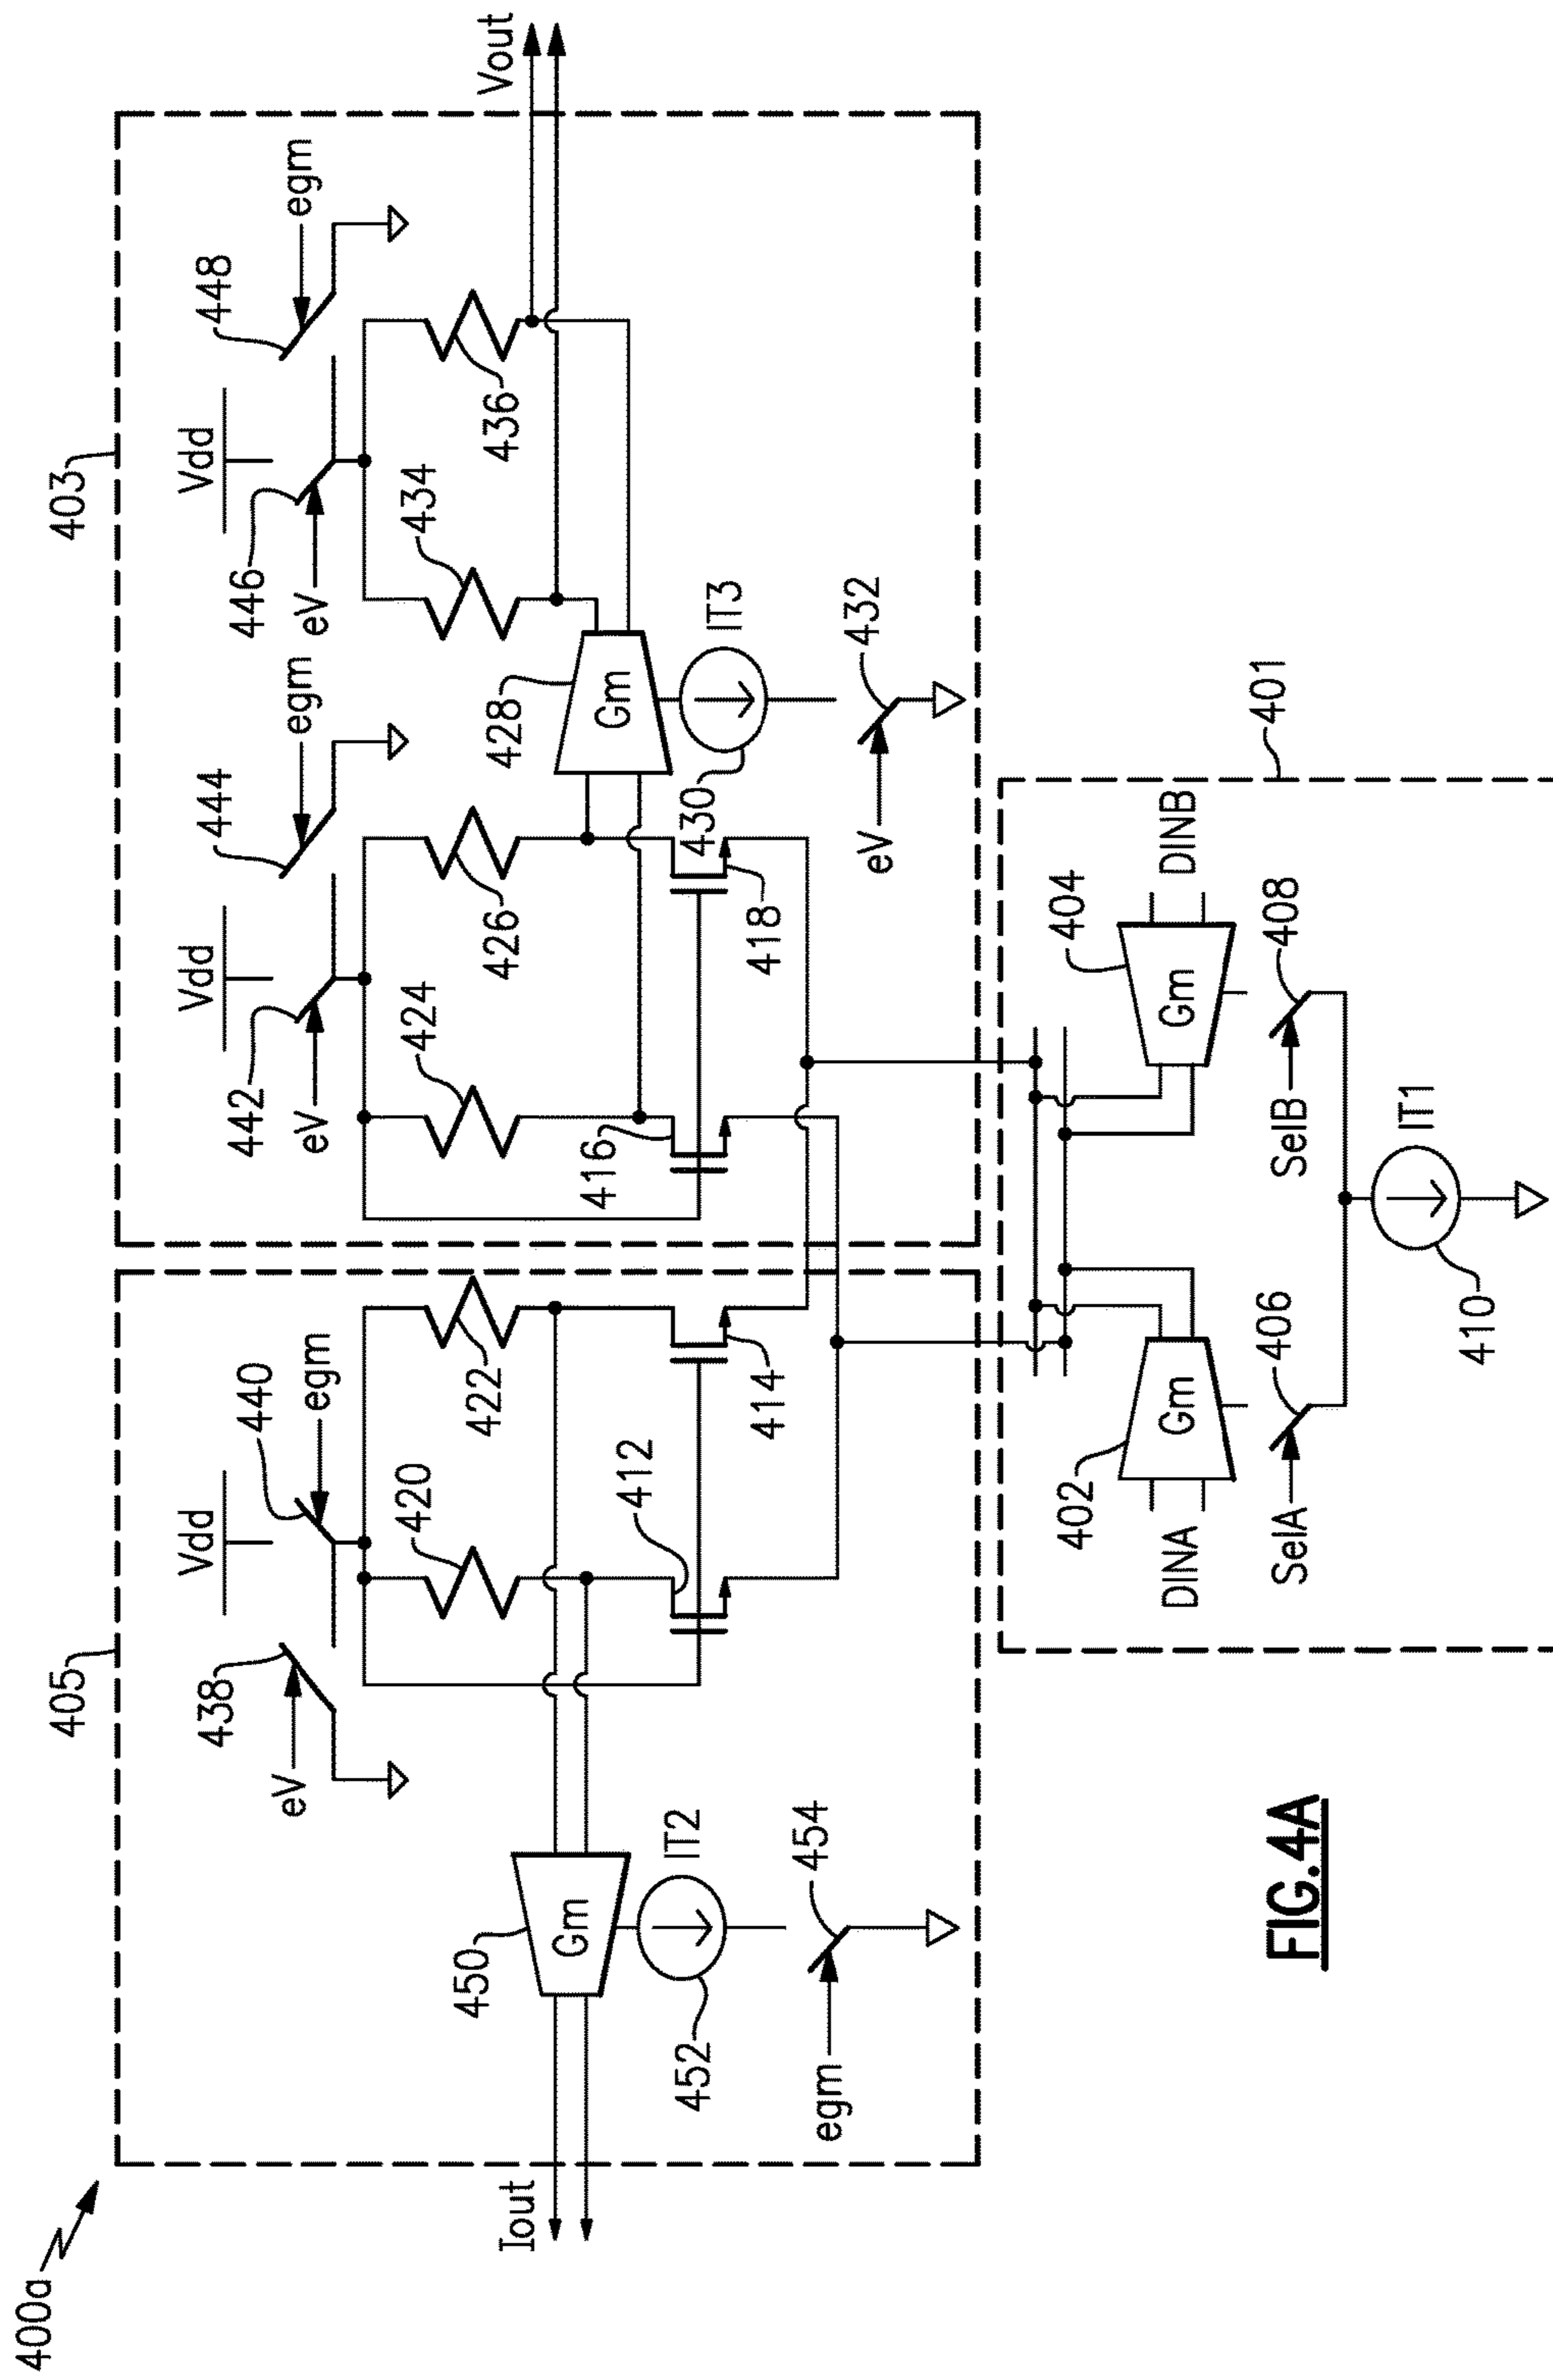 400a
405
403
Vdd
440
egm
438
eV
Vdd
444
egm
442
eV
Vdd
448
egm
446
eV
420
422
424
426
434
436
Iout
Vout
450
Gm
452
IT2
454
egm
412
414
416
418
428
Gm
430
IT3
432
eV
401
402
Gm
DINA
404
Gm
DINB
406
SelA
408
SelB
410
IT1
FIG.4A